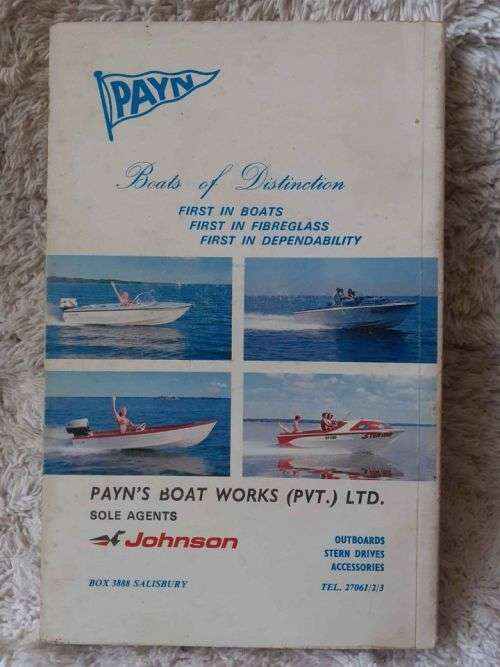 PAYN
Boats of Distinction
FIRST IN BOATS
FIRST IN FIBREGLASS
FIRST IN DEPENDABILITY
PAYN'S BOAT WORKS (PVT.) LTD.
SOLE AGENTS
Johnson
OUTBOARDS
STERN DRIVES
ACCESSORIES
BOX 3888 SALISBURY
TEL. 27061/2/3